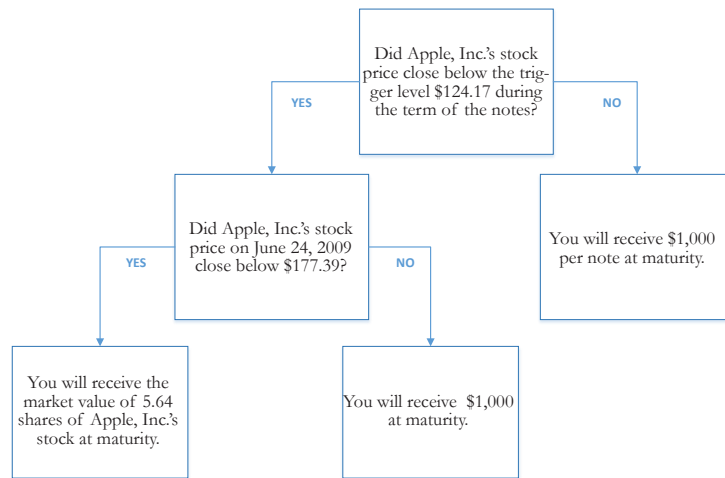 Did Apple, Inc.'s stock
price close below the trig-
ger level $124.17 during
the term of the notes?
YES
NO
Did Apple, Inc.'s stock
price on June 24, 2009
close below $177.39?
You will receive $1,000
per note at maturity.
YES
NO
You will receive the
market value of 5.64
shares of Apple, Inc.'s
stock at maturity.
You will receive $1,000
at maturity.